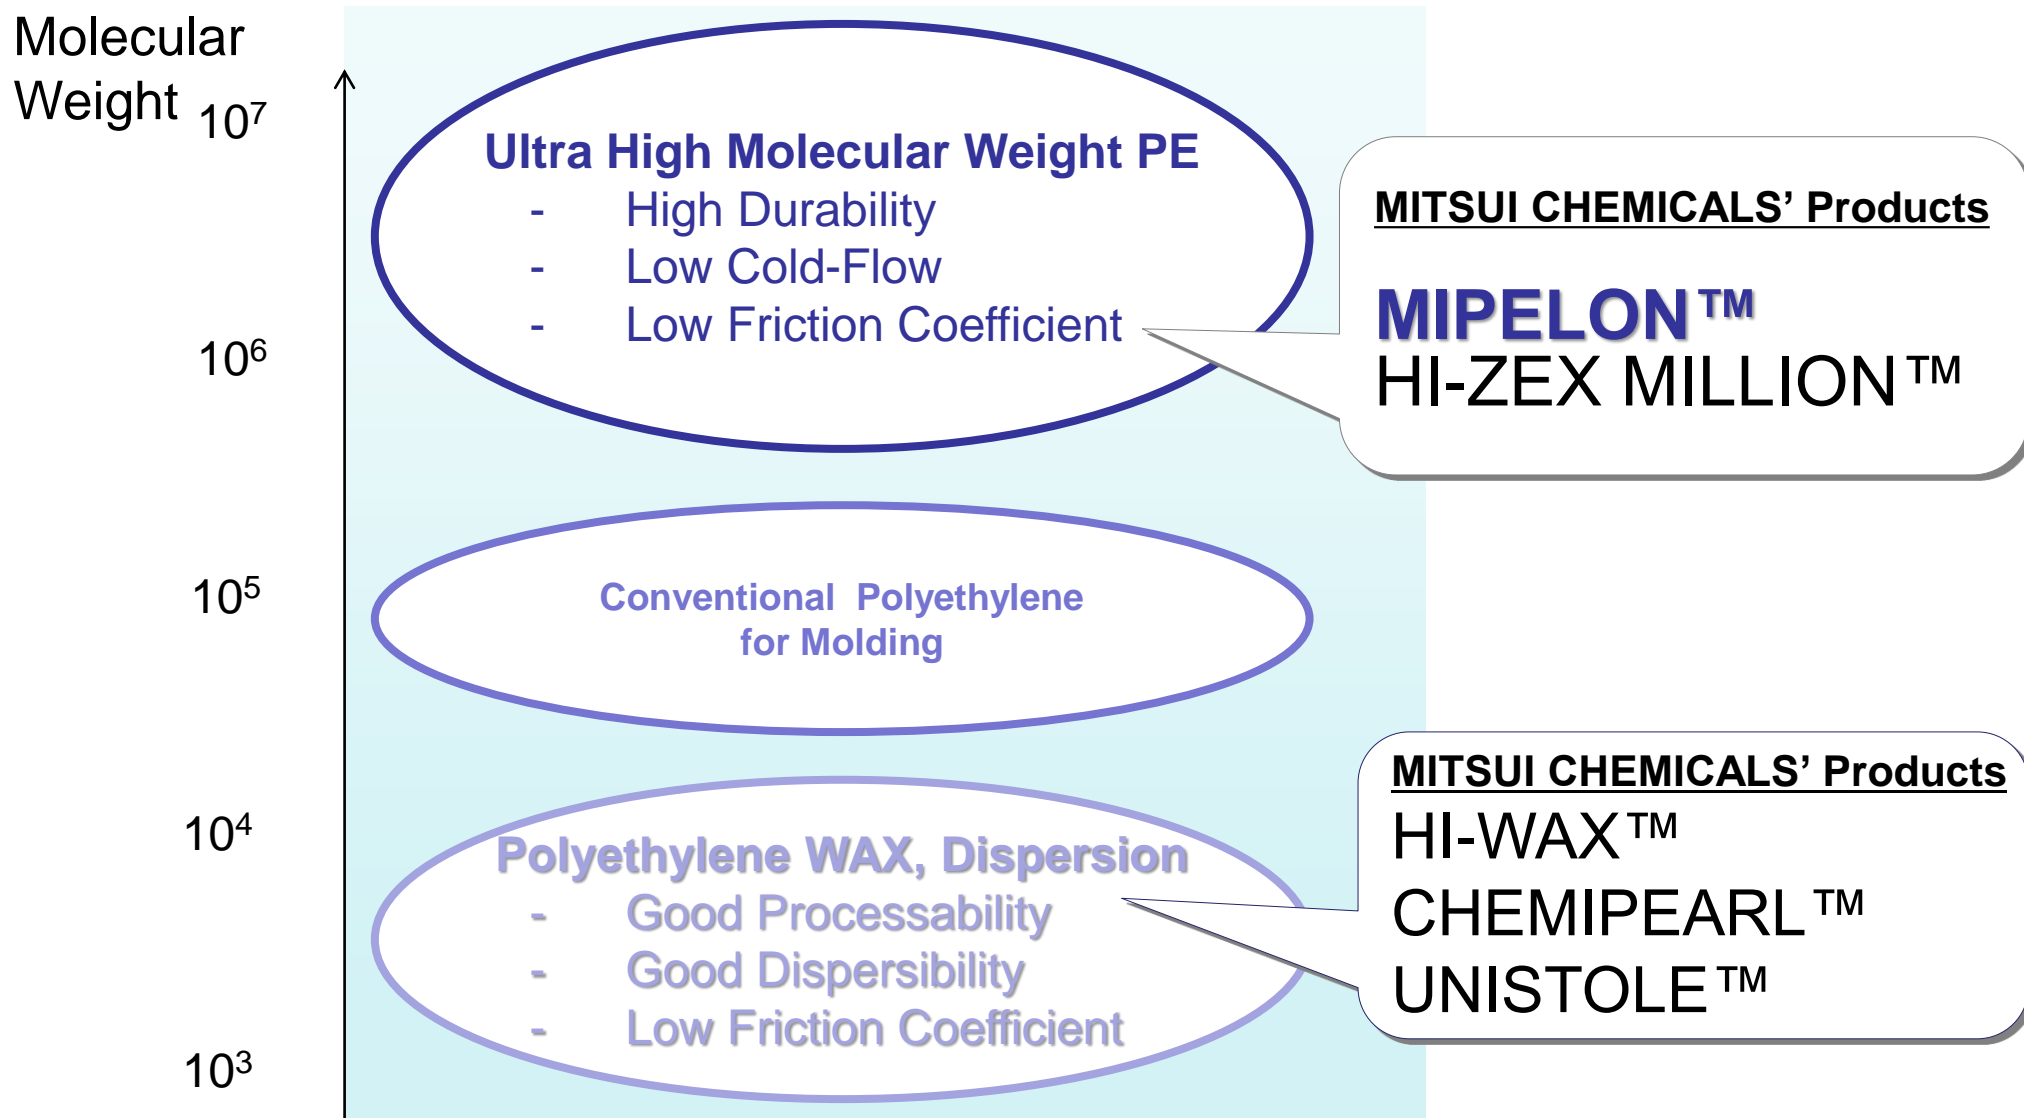 Molecular
Weight
10⁷
Ultra High Molecular Weight PE
- High Durability
- Low Cold-Flow
- Low Friction Coefficient
10⁶
MITSUI CHEMICALS’ Products
MIPELON™
HI-ZEX MILLION™
10⁵
Conventional Polyethylene
for Molding
10⁴
Polyethylene WAX, Dispersion
- Good Processability
- Good Dispersibility
- Low Friction Coefficient
10³
MITSUI CHEMICALS’ Products
HI-WAX™
CHEMIPEARL™
UNISTOLE™